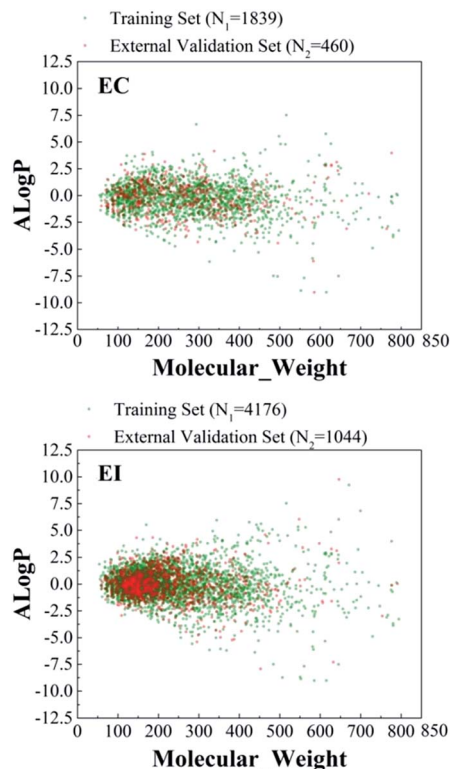 Training Set (N1=1839)
External Validation Set (N2=460)
12.5
EC
10.0
7.5
5.0
2.5
0.0
-2.5
-5.0
-7.5
-10.0
-12.5
ALogP
0 100 200 300 400 500 600 700 800 850
Molecular_Weight
Training Set (N1=4176)
External Validation Set (N2=1044)
12.5
EI
10.0
7.5
5.0
2.5
0.0
-2.5
-5.0
-7.5
-10.0
-12.5
ALogP
0 100 200 300 400 500 600 700 800 850
Molecular_Weight